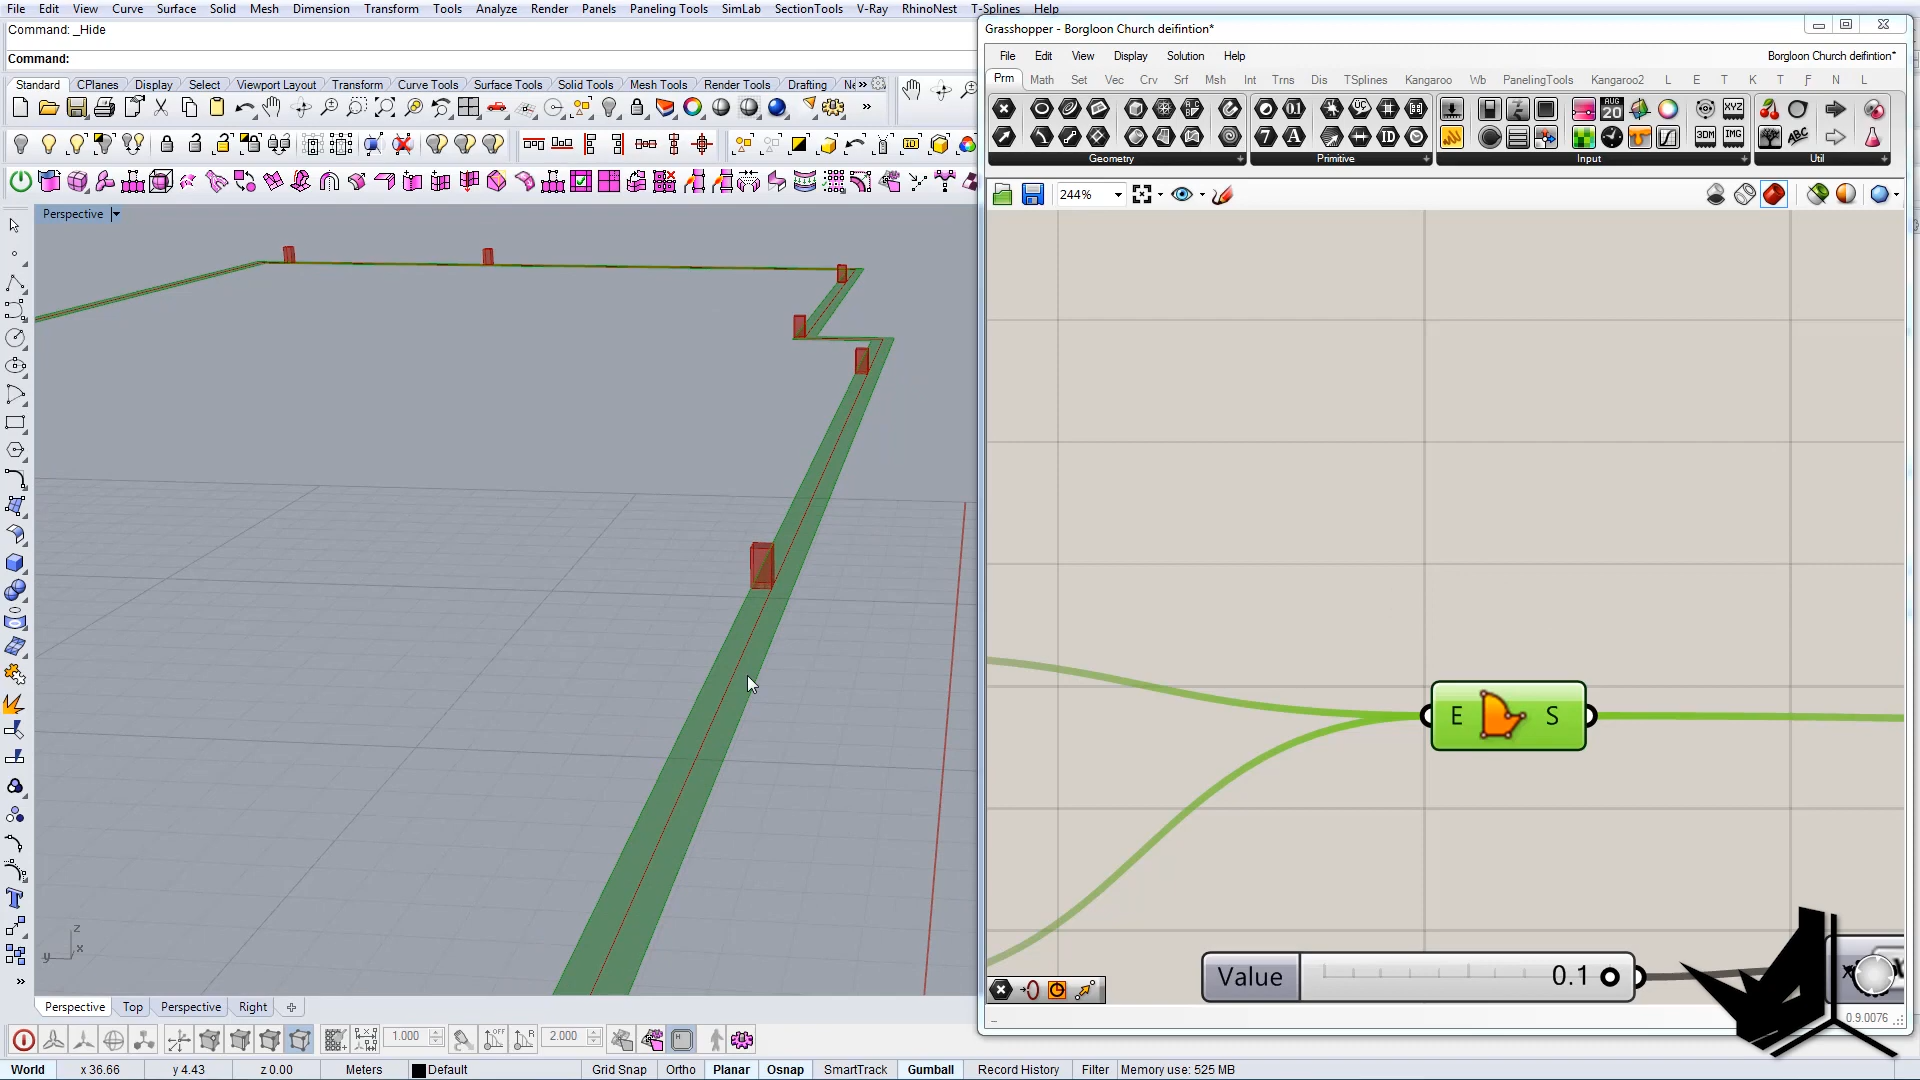 File Edit View Curve Surface Solid Mesh Dimension Transform Tools Analyze Render Panels Paneling Tools SimLab SectionTools V-Ray RhinoNest T-Splines Help
Command: _Hide
Command:
Standard CPlanes Display Select Viewport Layout Transform Curve Tools Surface Tools Solid Tools Mesh Tools Render Tools Drafting
Perspective
z
y x
Perspective Top Perspective Right
1.000 2.000
World x 36.66 y 4.43 z 0.00 Meters Default Grid Snap Ortho Planar Osnap SmartTrack Gumball Record History Filter Memory use: 525 MB
Grasshopper - Borgloon Church deifintion*
File Edit View Display Solution Help Borgloon Church deifintion*
Prm Math Set Vec Crv Srf Msh Int Trns Dis TSplines Kangaroo Wb PanelingTools Kangaroo2 L E T K T F N L
Geometry Primitive Input Util
244%
E S
Value 0.1
0.9.0076